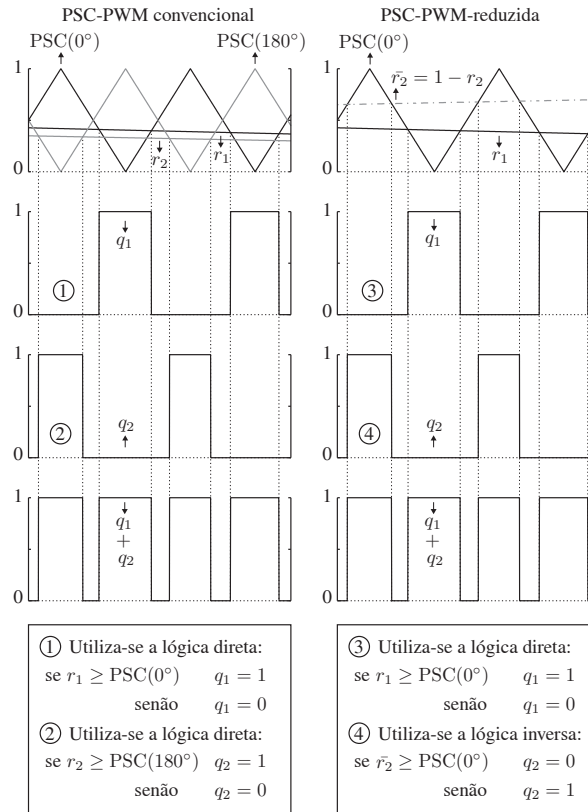 PSC-PWM convencional
PSC(0°)
PSC(180°)
1
0
r₂
r₁
1
0
q₁
①
1
0
q₂
②
1
0
q₁
+
q₂
① Utiliza-se a lógica direta:
se r₁ ≥ PSC(0°) q₁ = 1
senão q₁ = 0
② Utiliza-se a lógica direta:
se r₂ ≥ PSC(180°) q₂ = 1
senão q₂ = 0
PSC-PWM-reduzida
PSC(0°)
r̄₂ = 1 − r₂
1
0
r₁
1
0
q₁
③
1
0
q₂
④
1
0
q₁
+
q₂
③ Utiliza-se a lógica direta:
se r₁ ≥ PSC(0°) q₁ = 1
senão q₁ = 0
④ Utiliza-se a lógica inversa:
se r̄₂ ≥ PSC(0°) q₂ = 0
senão q₂ = 1